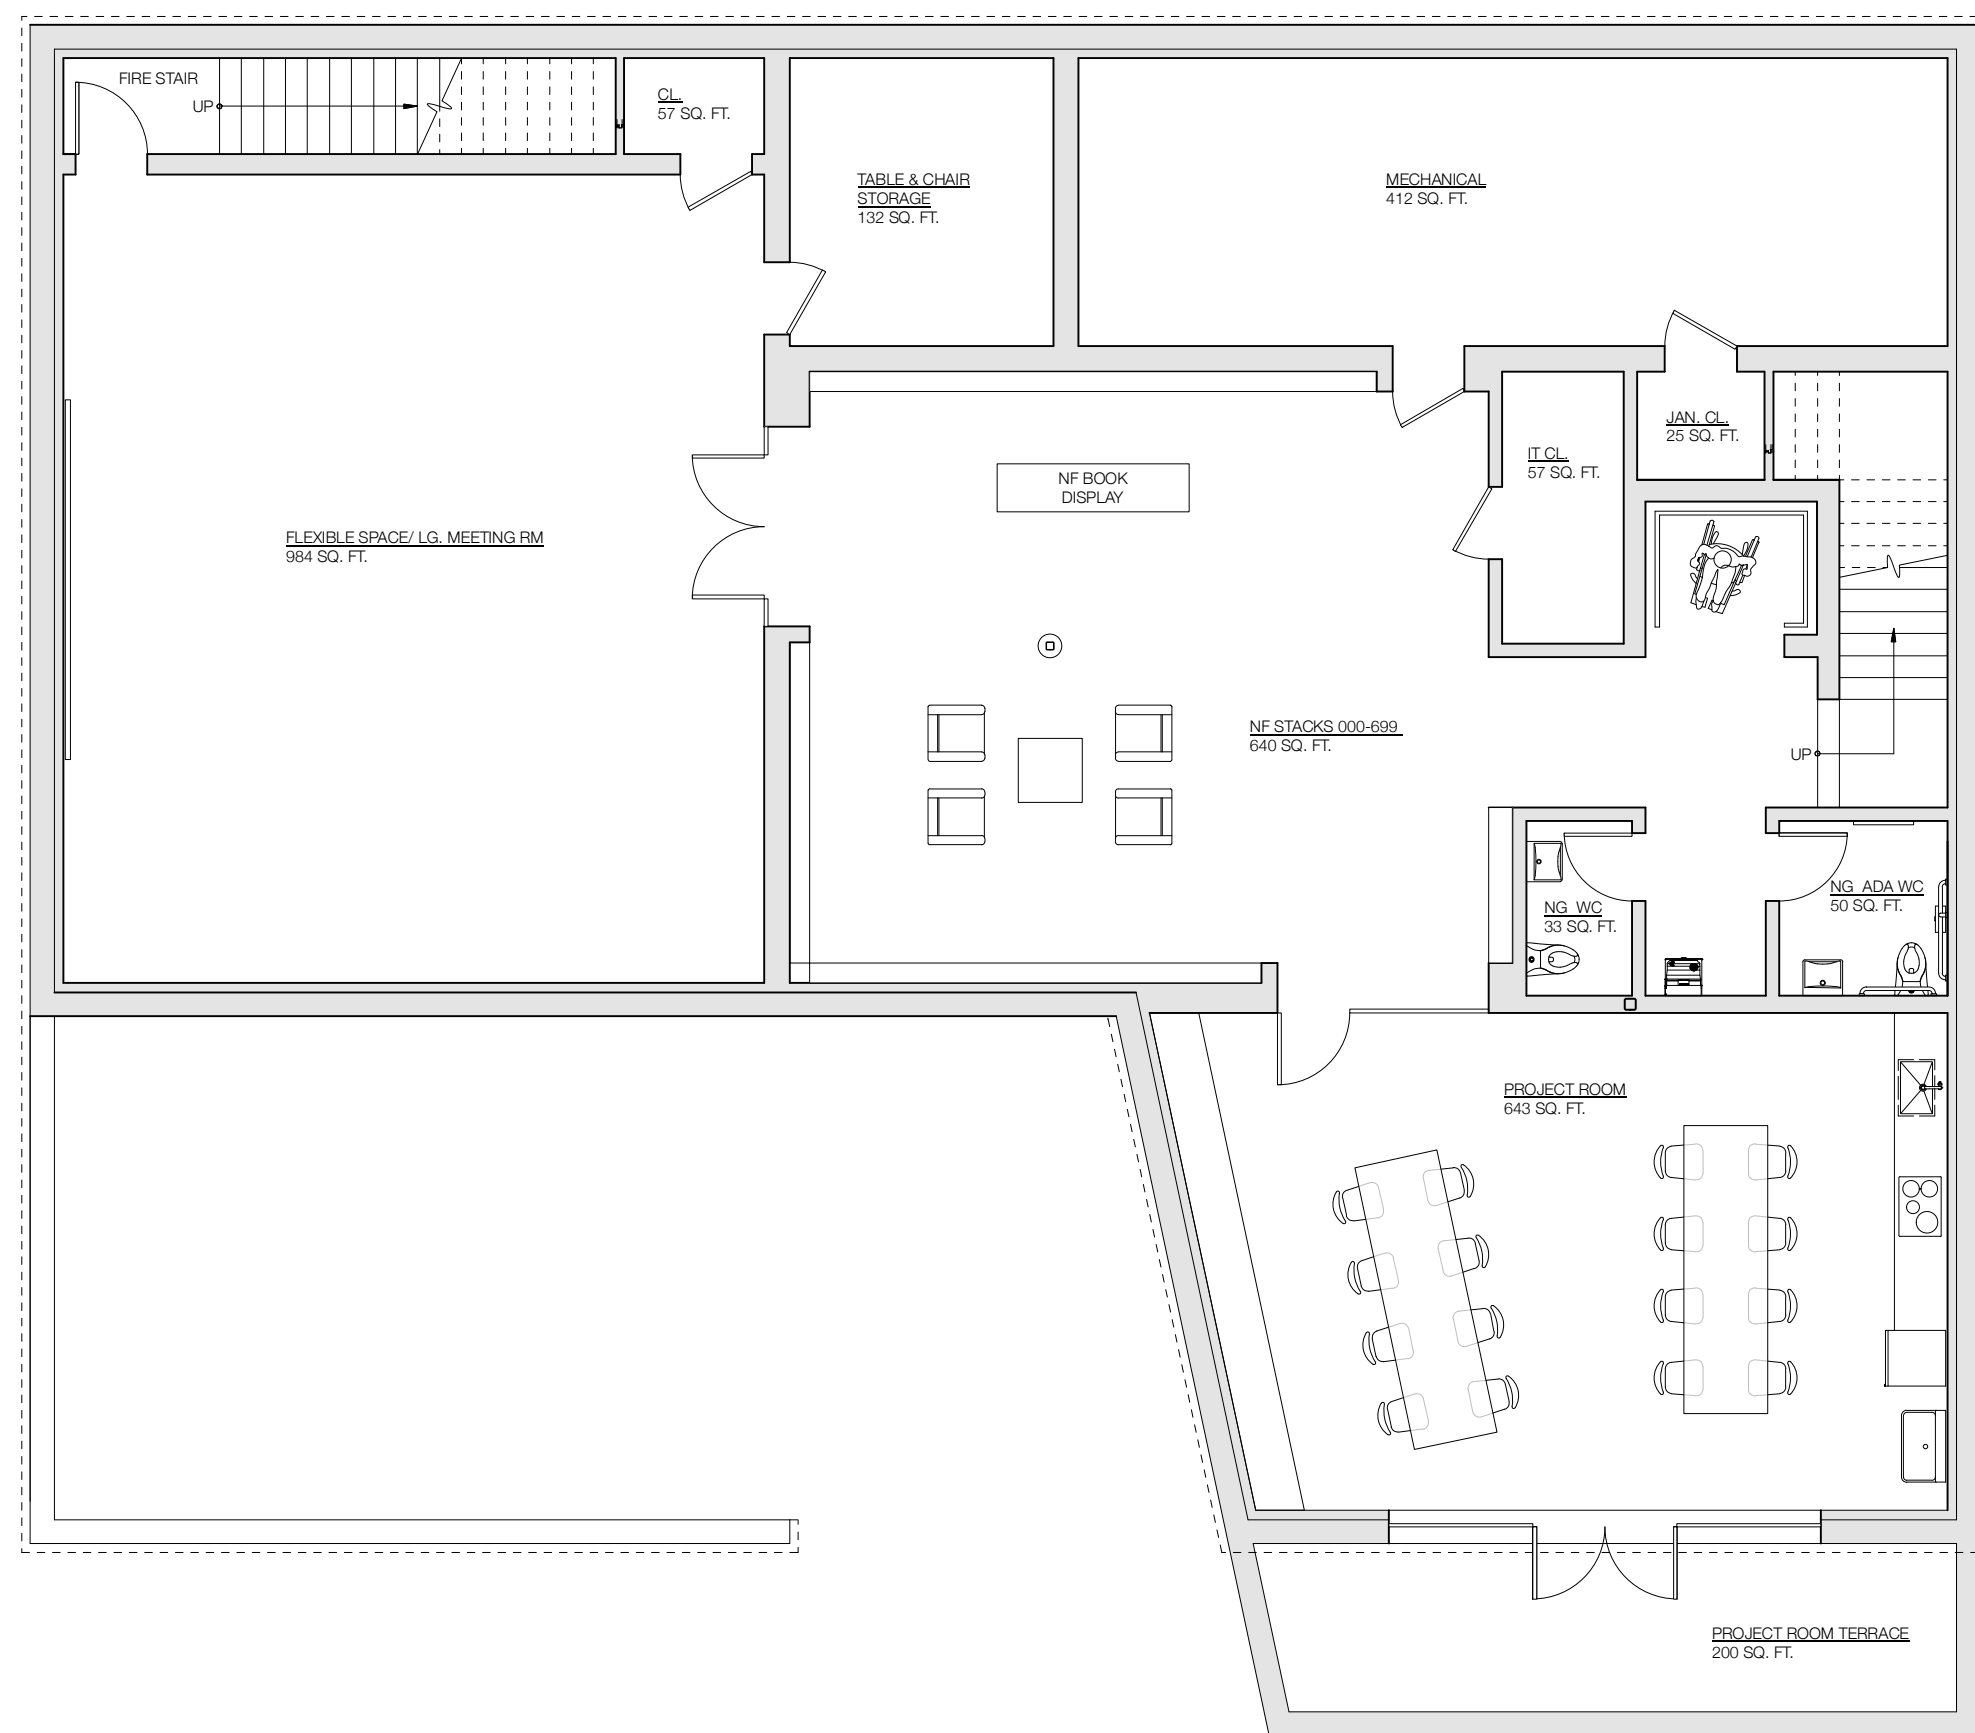 FIRE STAIR
UP
CL.
57 SQ. FT.
TABLE & CHAIR
STORAGE
132 SQ. FT.
MECHANICAL
412 SQ. FT.
JAN. CL.
25 SQ. FT.
IT CL.
57 SQ. FT.
NF BOOK
DISPLAY
FLEXIBLE SPACE/ LG. MEETING RM
984 SQ. FT.
NF STACKS 000-699
640 SQ. FT.
UP
NG WC
33 SQ. FT.
NG ADA WC
50 SQ. FT.
PROJECT ROOM
643 SQ. FT.
PROJECT ROOM TERRACE
200 SQ. FT.